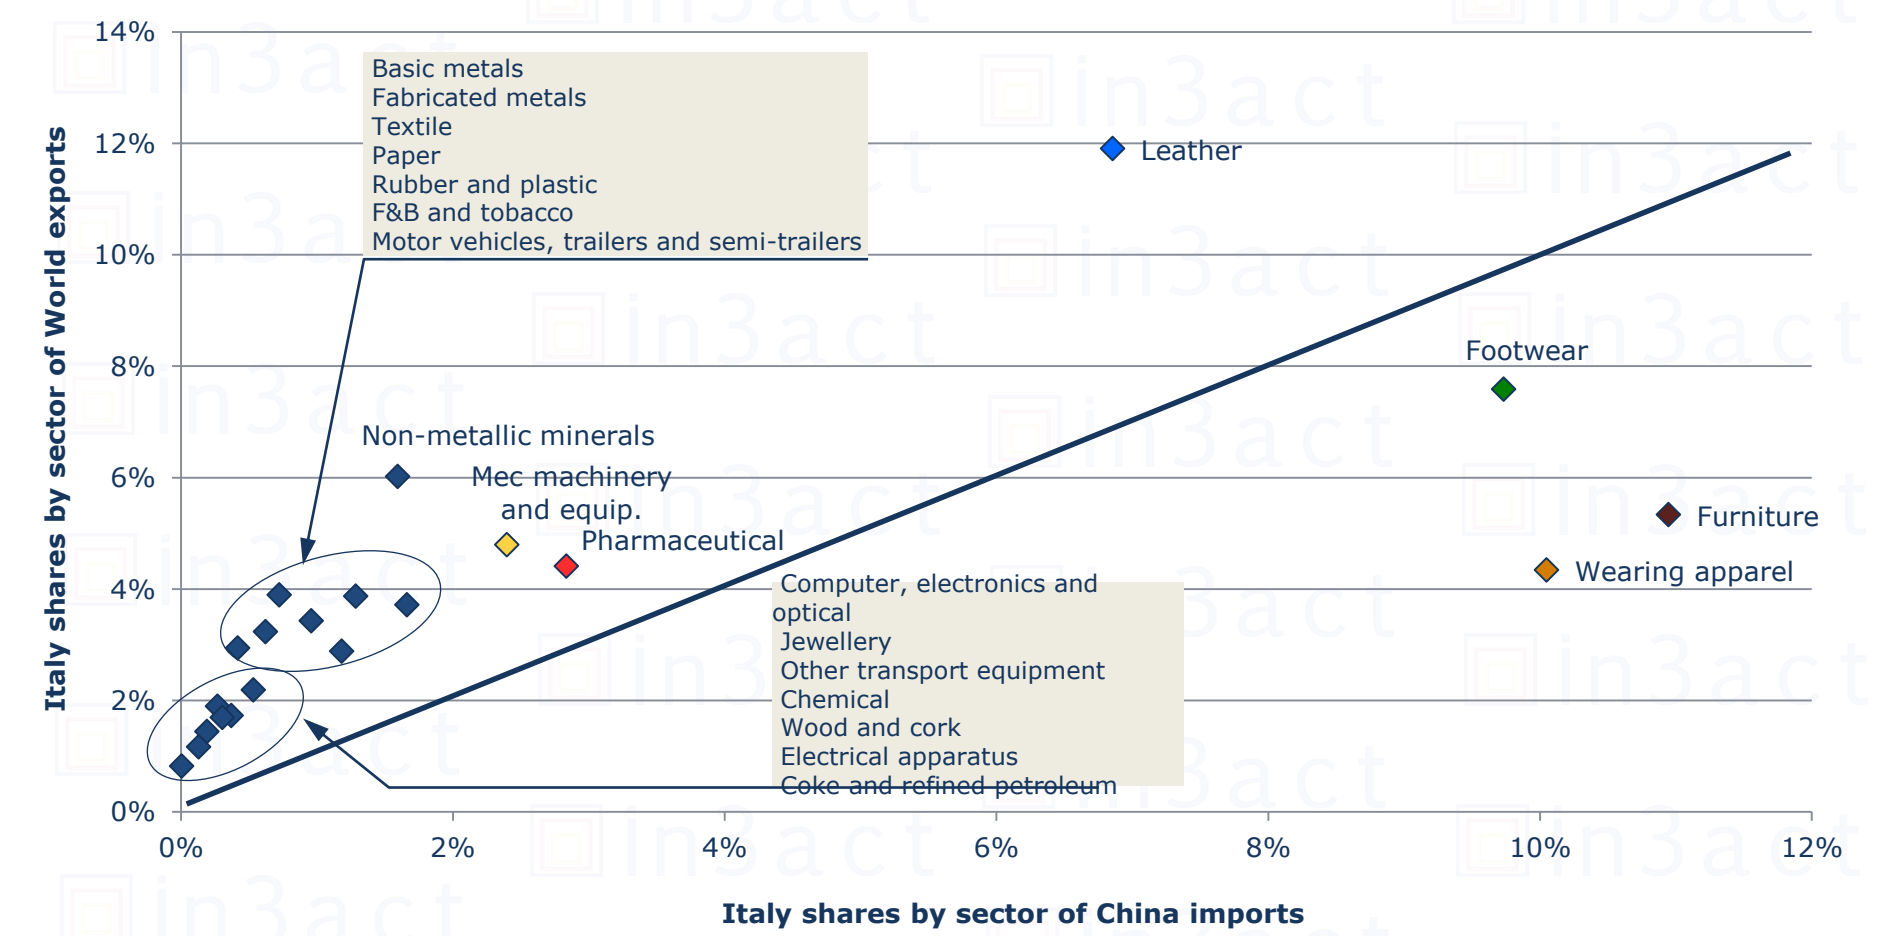 14%
12%
10%
8%
6%
4%
2%
0%
0%
2%
4%
6%
8%
10%
12%
Italy shares by sector of World exports
Italy shares by sector of China imports
Basic metals
Fabricated metals
Textile
Paper
Rubber and plastic
F&B and tobacco
Motor vehicles, trailers and semi-trailers
Leather
Footwear
Non-metallic minerals
Mec machinery
and equip.
Pharmaceutical
Furniture
Wearing apparel
Computer, electronics and
optical
Jewellery
Other transport equipment
Chemical
Wood and cork
Electrical apparatus
Coke and refined petroleum
in3act